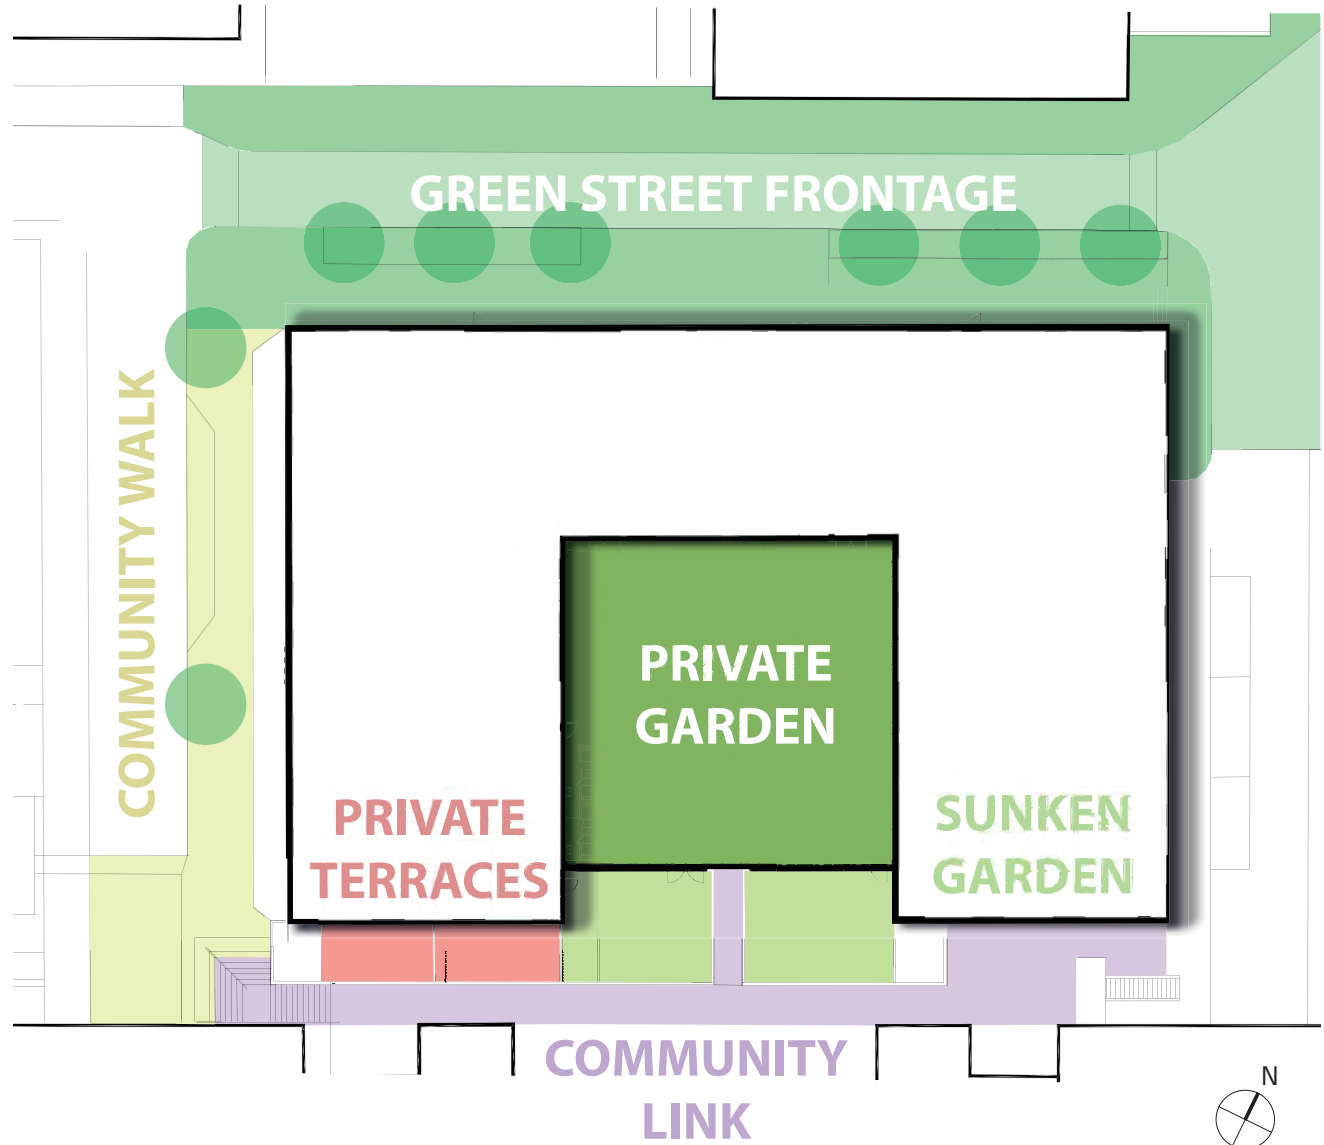 GREEN STREET FRONTAGE
COMMUNITY WALK
PRIVATE
GARDEN
PRIVATE
TERRACES
SUNKEN
GARDEN
COMMUNITY
LINK
N